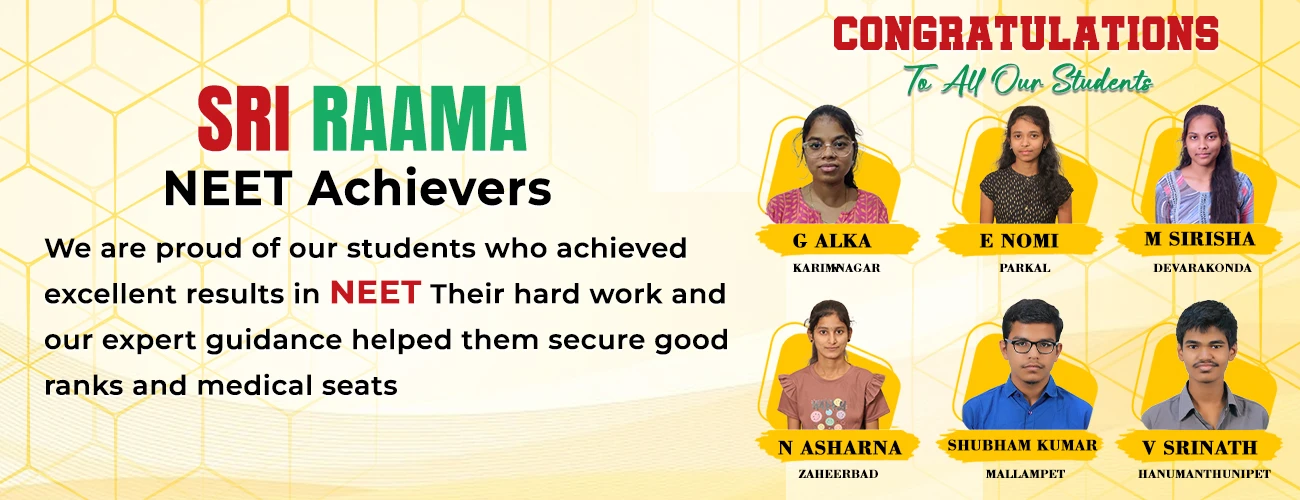 SRI RAAMA
NEET Achievers
We are proud of our students who achieved
excellent results in NEET Their hard work and
our expert guidance helped them secure good
ranks and medical seats
CONGRATULATIONS
To All Our Students
G ALKA
KARIMNAGAR
E NOMI
PARKAL
M SIRISHA
DEVARAKONDA
N ASHARNA
ZAHEERBAD
SHUBHAM KUMAR
MALLAMPET
V SRINATH
HANUMANTHUNIPET